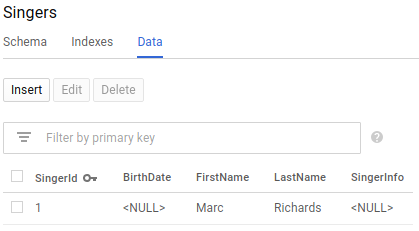 Singers
Schema Indexes Data
Insert Edit Delete
Filter by primary key ?
SingerId BirthDate FirstName LastName SingerInfo
1 <NULL> Marc Richards <NULL>